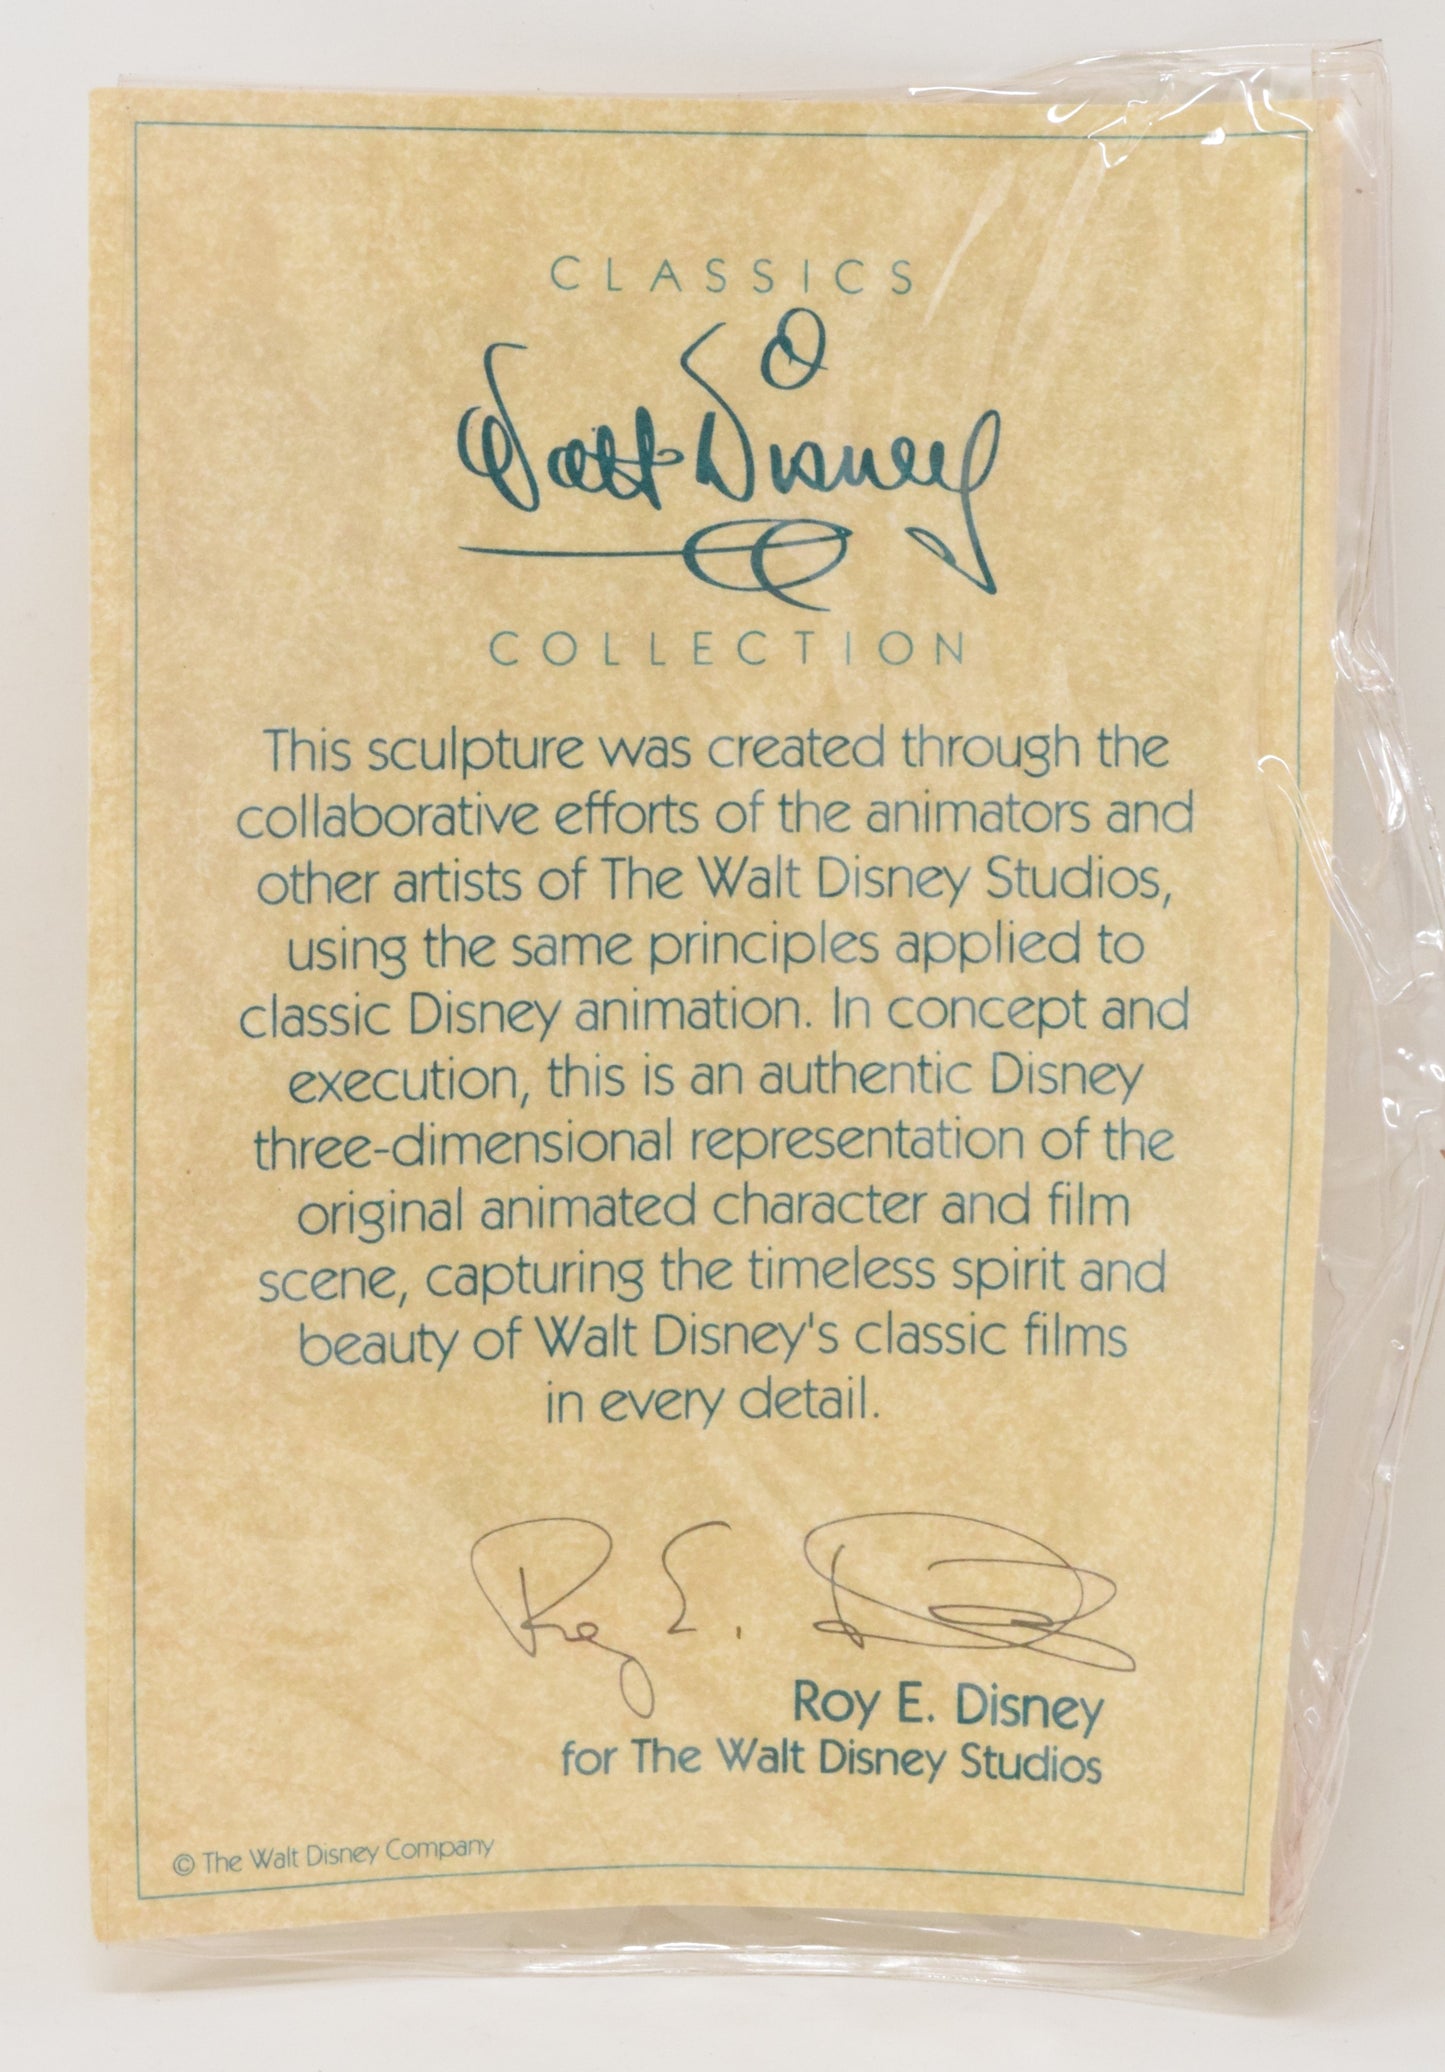 CLASSICS
Walt Disney
COLLECTION
This sculpture was created through the
collaborative efforts of the animators and
other artists of The Walt Disney Studios,
using the same principles applied to
classic Disney animation. In concept and
execution, this is an authentic Disney
three-dimensional representation of the
original animated character and film
scene, capturing the timeless spirit and
beauty of Walt Disney's classic films
in every detail.
Roy E. Disney
Roy E. Disney
for The Walt Disney Studios
© The Walt Disney Company